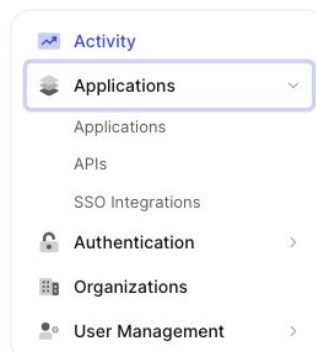 Activity
Applications
Applications
APIs
SSO Integrations
Authentication
Organizations
User Management